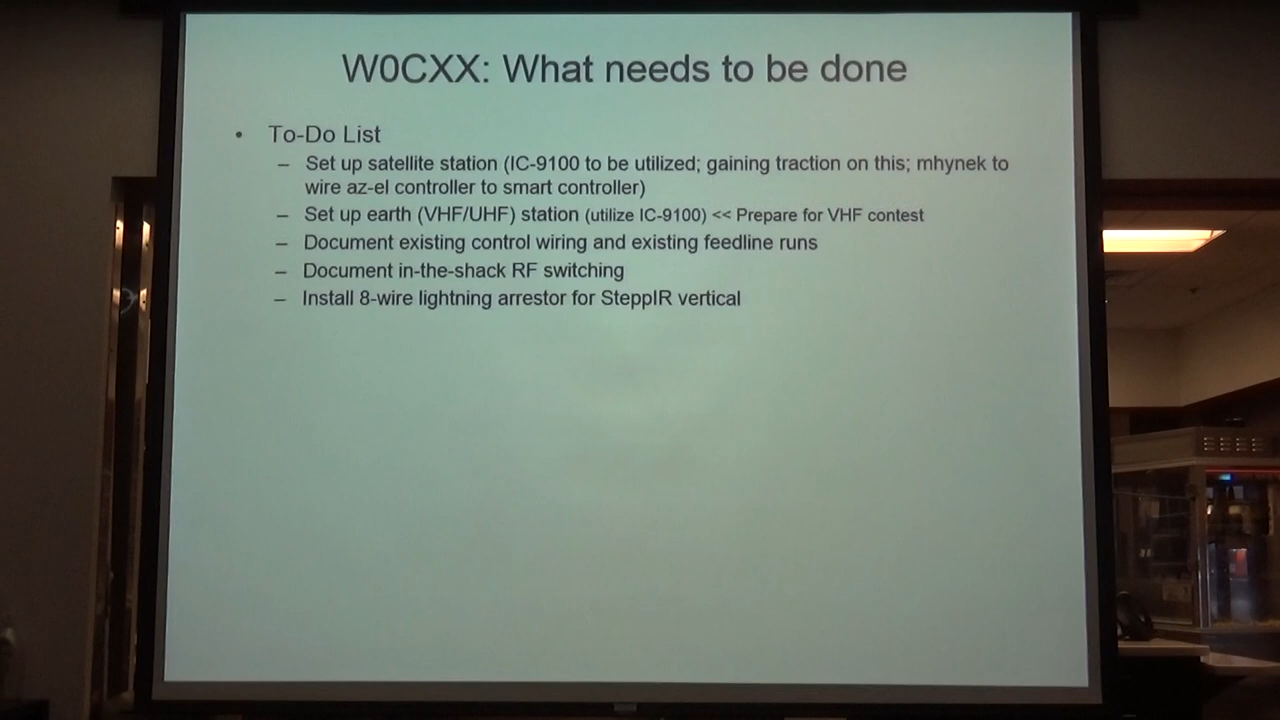 W0CXX: What needs to be done
• To-Do List
– Set up satellite station (IC-9100 to be utilized; gaining traction on this; mhynek to
wire az-el controller to smart controller)
– Set up earth (VHF/UHF) station (utilize IC-9100) << Prepare for VHF contest
– Document existing control wiring and existing feedline runs
– Document in-the-shack RF switching
– Install 8-wire lightning arrestor for SteppIR vertical